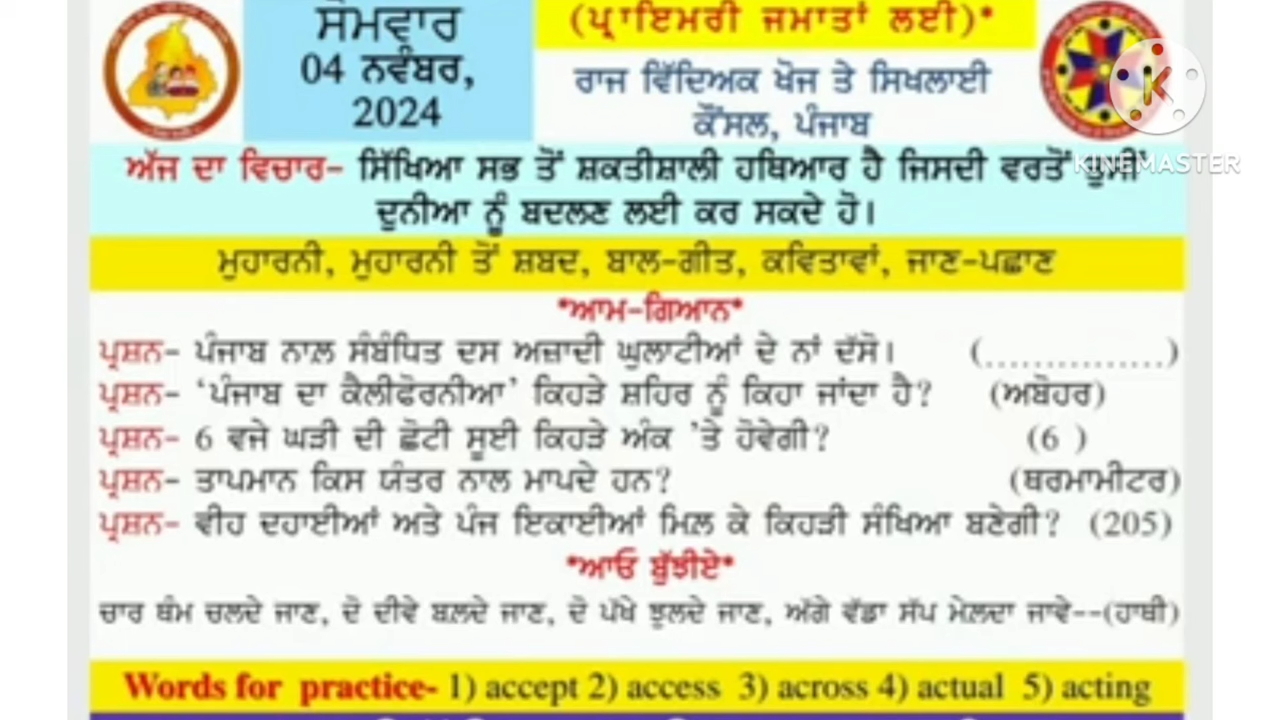 ਸੋਮਵਾਰ
04 ਨਵੰਬਰ,
2024
(ਪ੍ਰਾਇਮਰੀ ਜਮਾਤਾਂ ਲਈ)*
ਰਾਜ ਵਿੱਦਿਅਕ ਖੋਜ ਤੇ ਸਿਖਲਾਈ
ਕੌਂਸਲ, ਪੰਜਾਬ
KINEMASTER
ਅੱਜ ਦਾ ਵਿਚਾਰ- ਸਿੱਖਿਆ ਸਭ ਤੋਂ ਸ਼ਕਤੀਸ਼ਾਲੀ ਹਥਿਆਰ ਹੈ ਜਿਸਦੀ ਵਰਤੋਂ ਤੁਸੀਂ
ਦੁਨੀਆ ਨੂੰ ਬਦਲਣ ਲਈ ਕਰ ਸਕਦੇ ਹੋ।
ਮੁਹਾਰਨੀ, ਮੁਹਾਰਨੀ ਤੋਂ ਸ਼ਬਦ, ਬਾਲ-ਗੀਤ, ਕਵਿਤਾਵਾਂ, ਜਾਣ-ਪਛਾਣ
*ਆਮ-ਗਿਆਨ*
ਪ੍ਰਸ਼ਨ- ਪੰਜਾਬ ਨਾਲ਼ ਸੰਬੰਧਿਤ ਦਸ ਅਜ਼ਾਦੀ ਘੁਲਾਟੀਆਂ ਦੇ ਨਾਂ ਦੱਸੋ। (...............)
ਪ੍ਰਸ਼ਨ- ‘ਪੰਜਾਬ ਦਾ ਕੈਲੀਫੋਰਨੀਆ’ ਕਿਹੜੇ ਸ਼ਹਿਰ ਨੂੰ ਕਿਹਾ ਜਾਂਦਾ ਹੈ? (ਅਬੋਹਰ)
ਪ੍ਰਸ਼ਨ- 6 ਵਜੇ ਘੜੀ ਦੀ ਛੋਟੀ ਸੂਈ ਕਿਹੜੇ ਅੰਕ ’ਤੇ ਹੋਵੇਗੀ? (6 )
ਪ੍ਰਸ਼ਨ- ਤਾਪਮਾਨ ਕਿਸ ਯੰਤਰ ਨਾਲ ਮਾਪਦੇ ਹਨ? (ਥਰਮਾਮੀਟਰ)
ਪ੍ਰਸ਼ਨ- ਵੀਹ ਦਹਾਈਆਂ ਅਤੇ ਪੰਜ ਇਕਾਈਆਂ ਮਿਲ਼ ਕੇ ਕਿਹੜੀ ਸੰਖਿਆ ਬਣੇਗੀ? (205)
*ਆਓ ਬੁੱਝੀਏ*
ਚਾਰ ਥੰਮ ਚਲਦੇ ਜਾਣ, ਦੋ ਦੀਵੇ ਬਲ਼ਦੇ ਜਾਣ, ਦੋ ਪੱਖੇ ਝੁਲਦੇ ਜਾਣ, ਅੱਗੇ ਵੱਡਾ ਸੱਪ ਮੇਲ਼ਦਾ ਜਾਵੇ--(ਹਾਥੀ)
Words for practice- 1) accept 2) access 3) across 4) actual 5) acting